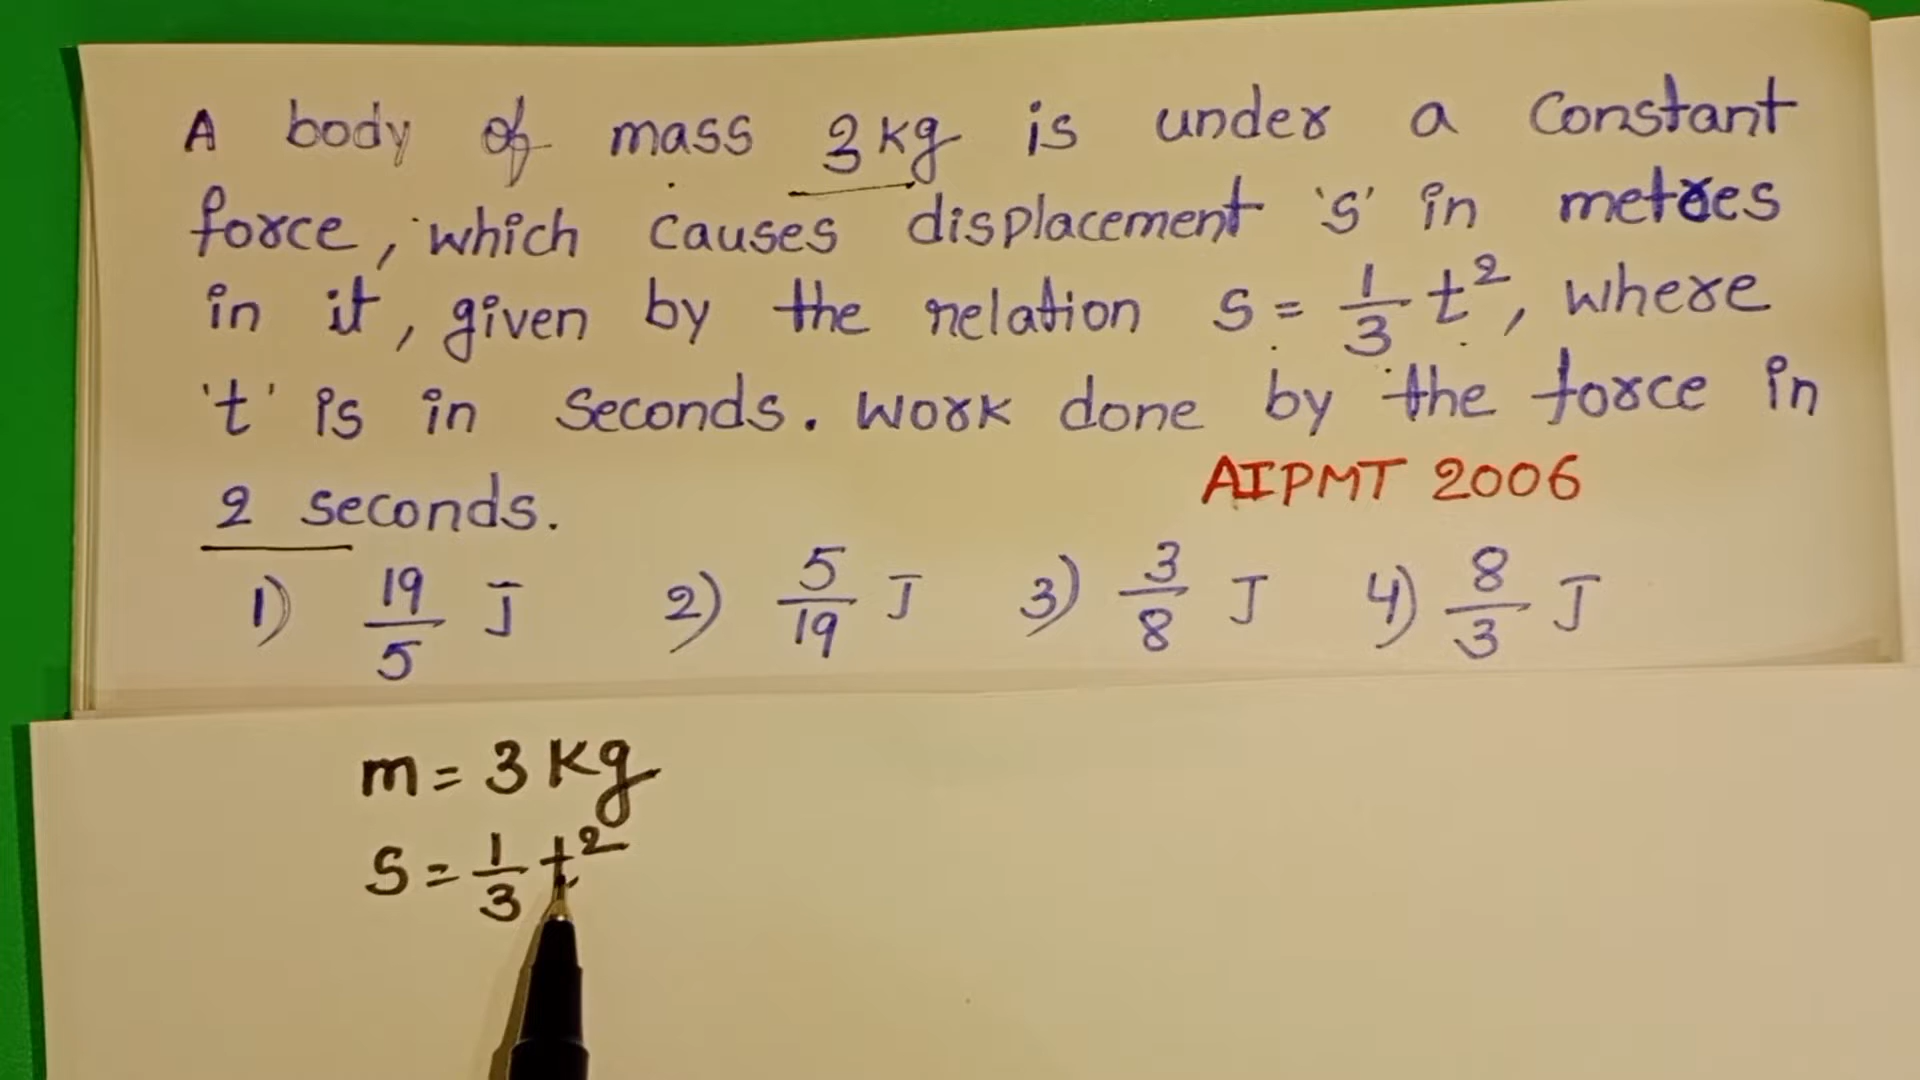 A body of mass 3kg is under a constant
force, which causes displacement 's' in metres
in it, given by the relation s = 1/3 t², where
't' is in seconds. Work done by the force in
2 seconds.
AIPMT 2006
1) 19/5 J 2) 5/19 J 3) 3/8 J 4) 8/3 J
m = 3 kg
S = 1/3 t²